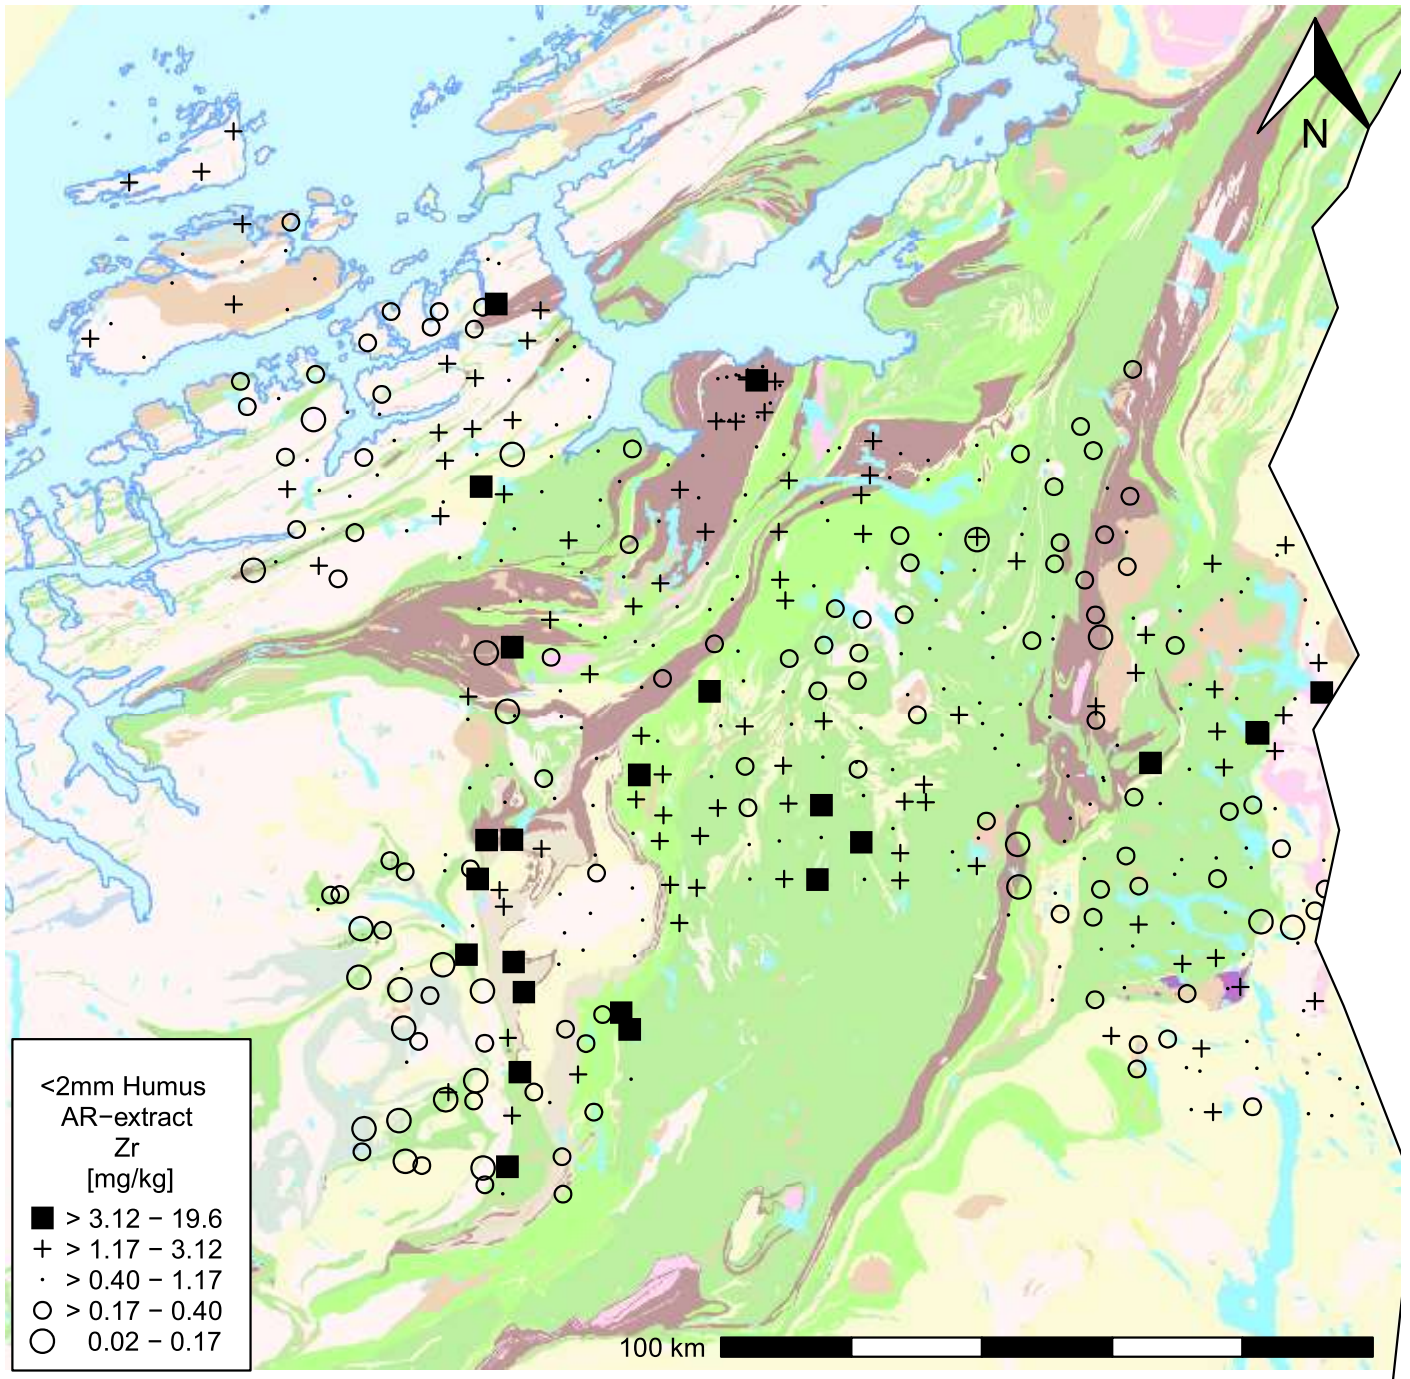 N
<2mm Humus
AR−extract
Zr
[mg/kg]
> 3.12 − 19.6
> 1.17 − 3.12
> 0.40 − 1.17
> 0.17 − 0.40
0.02 − 0.17
100 km